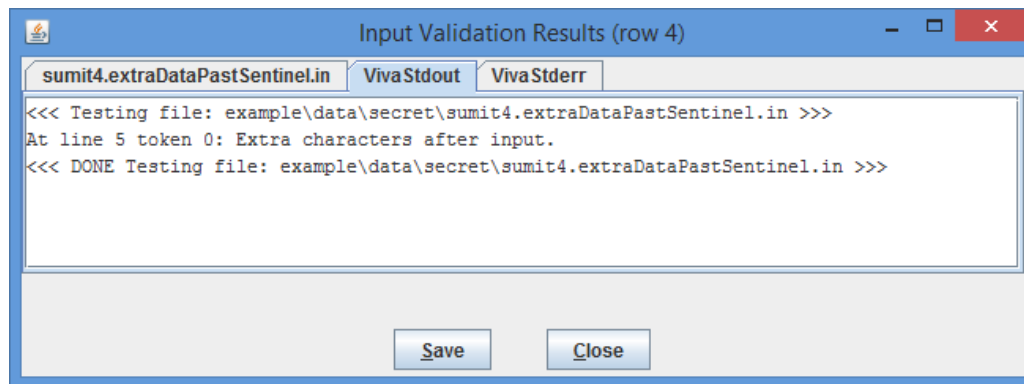 Input Validation Results (row 4)
sumit4.extraDataPastSentinel.in VivaStdout VivaStderr
<<< Testing file: example\data\secret\sumit4.extraDataPastSentinel.in >>>
At line 5 token 0: Extra characters after input.
<<< DONE Testing file: example\data\secret\sumit4.extraDataPastSentinel.in >>>
Save Close